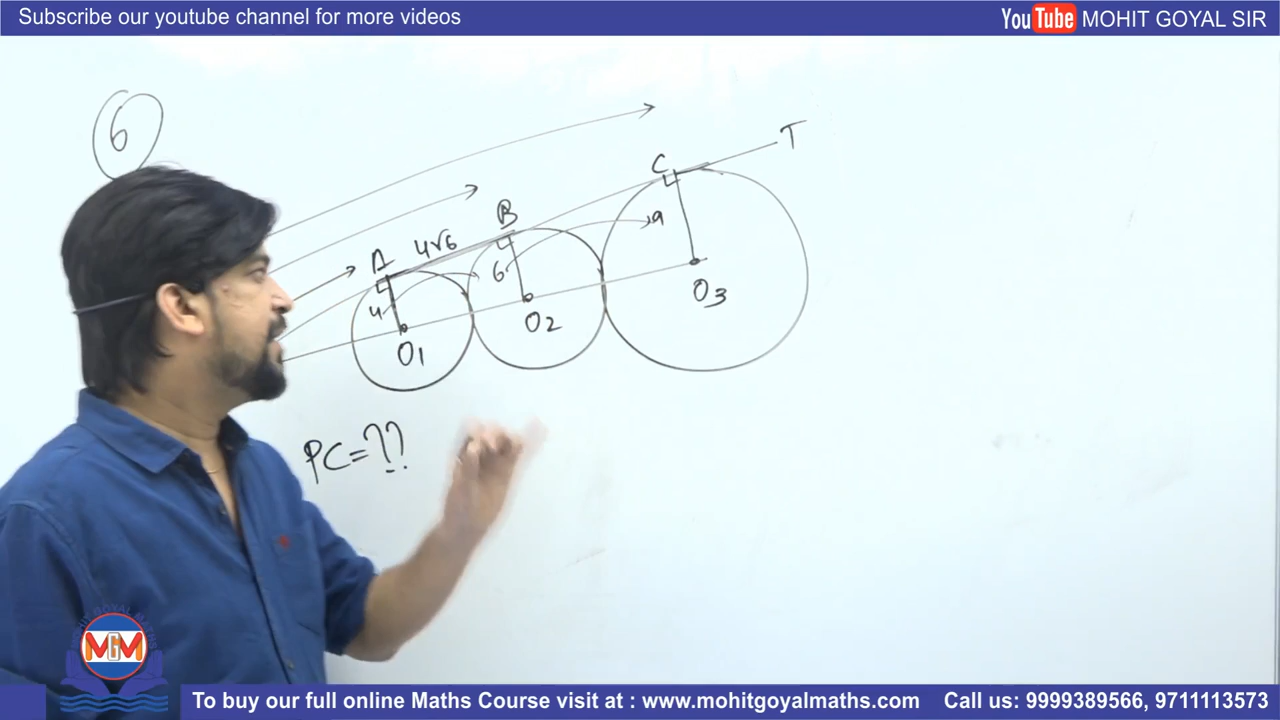 Subscribe our youtube channel for more videos
YouTube MOHIT GOYAL SIR
6
T
C
B
A 4√6
9
6
4
O3
O2
O1
PC=??
MGM
To buy our full online Maths Course visit at : www.mohitgoyalmaths.com Call us: 9999389566, 9711113573